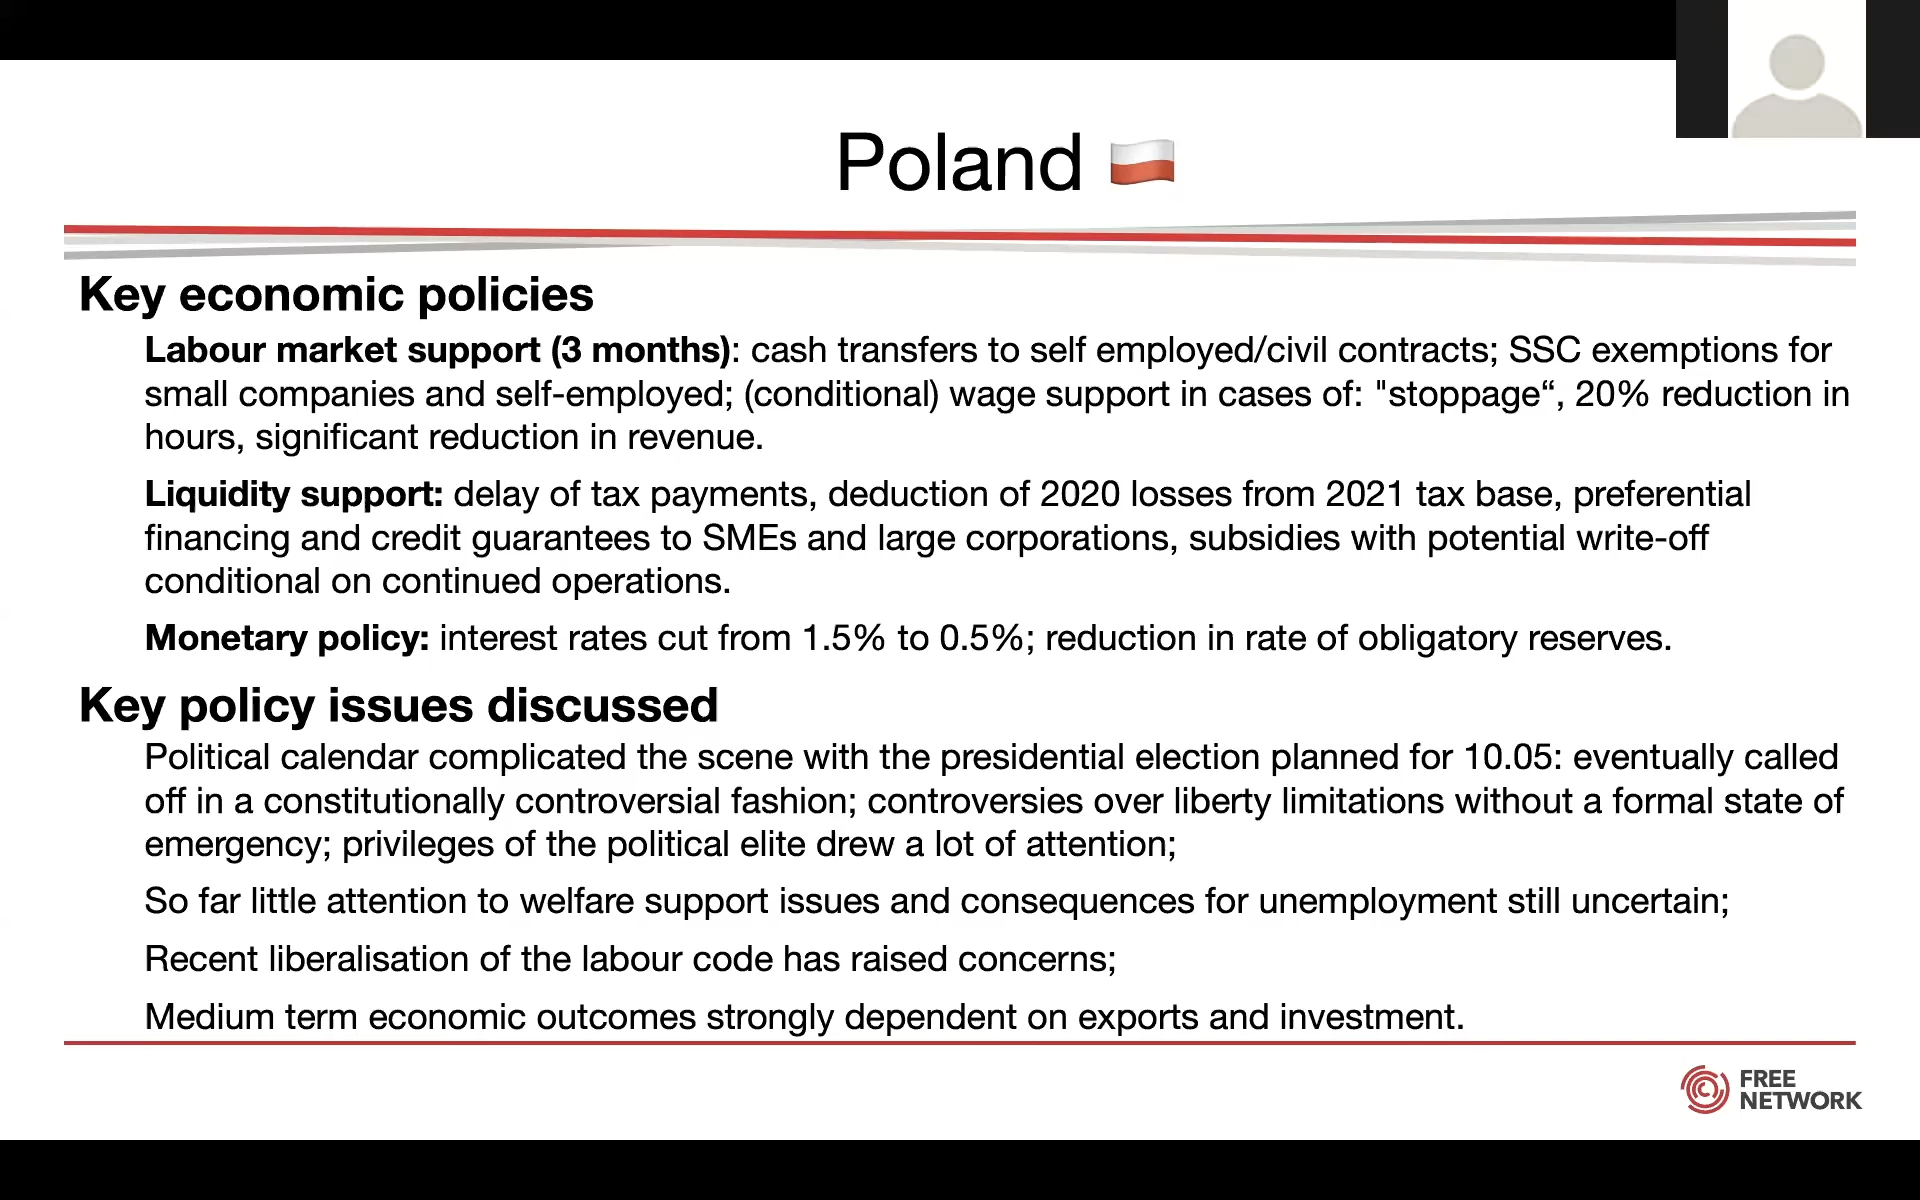 Poland
Key economic policies
Labour market support (3 months): cash transfers to self employed/civil contracts; SSC exemptions for
small companies and self-employed; (conditional) wage support in cases of: "stoppage“, 20% reduction in
hours, significant reduction in revenue.
Liquidity support: delay of tax payments, deduction of 2020 losses from 2021 tax base, preferential
financing and credit guarantees to SMEs and large corporations, subsidies with potential write-off
conditional on continued operations.
Monetary policy: interest rates cut from 1.5% to 0.5%; reduction in rate of obligatory reserves.
Key policy issues discussed
Political calendar complicated the scene with the presidential election planned for 10.05: eventually called
off in a constitutionally controversial fashion; controversies over liberty limitations without a formal state of
emergency; privileges of the political elite drew a lot of attention;
So far little attention to welfare support issues and consequences for unemployment still uncertain;
Recent liberalisation of the labour code has raised concerns;
Medium term economic outcomes strongly dependent on exports and investment.
FREE
NETWORK